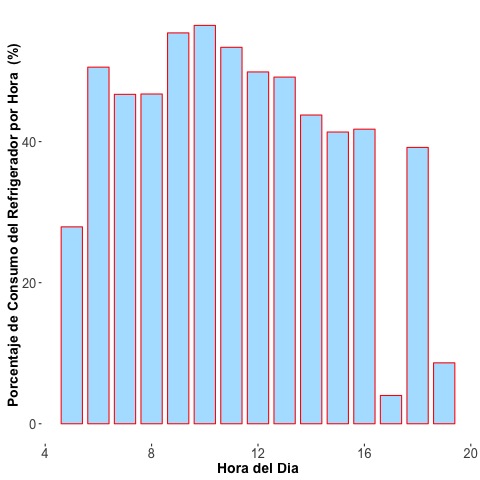 Porcentaje de Consumo del Refrigerador por Hora (%)
40
20
0
4 8 12 16 20
Hora del Dia